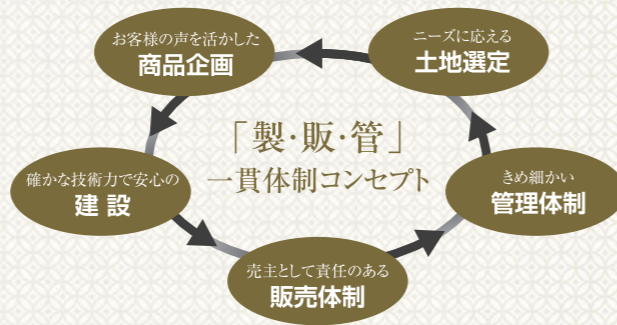 お客様の声を活かした
商品企画
ニーズに応える
土地選定
「製・販・管」
一貫体制コンセプト
確かな技術力で安心の
建 設
きめ細かい
管理体制
売主として責任のある
販売体制